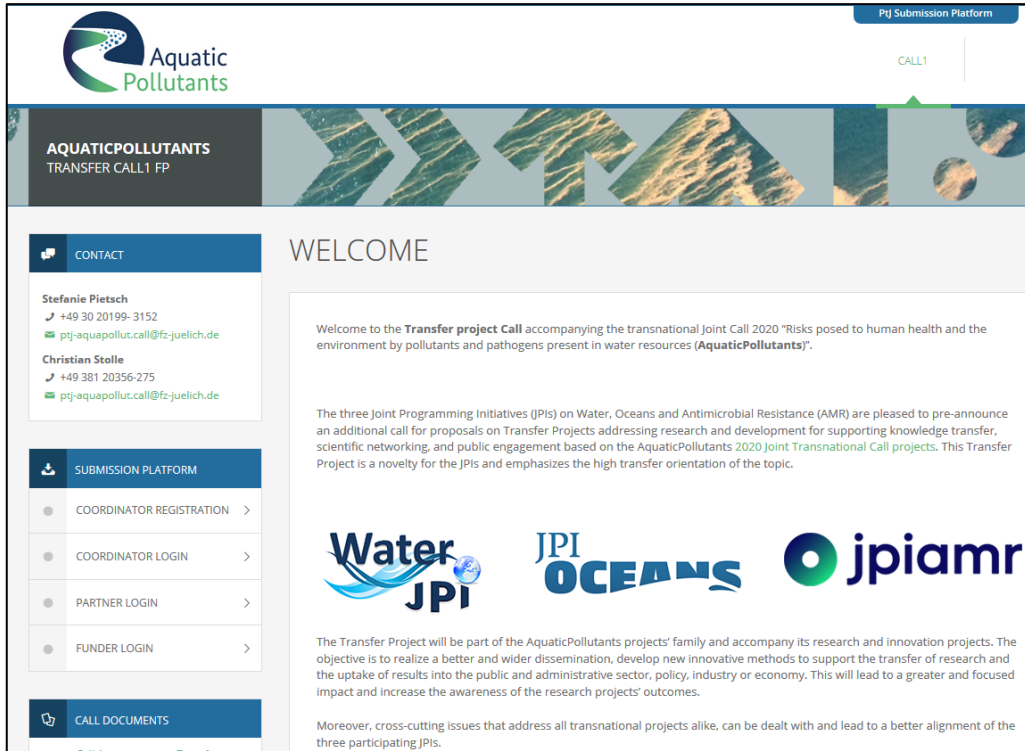 PtJ Submission Platform
Aquatic
Pollutants
CALL1
AQUATICPOLLUTANTS
TRANSFER CALL1 FP
CONTACT
Stefanie Pietsch
+49 30 20199- 3152
ptj-aquapollut.call@fz-juelich.de
Christian Stolle
+49 381 20356-275
ptj-aquapollut.call@fz-juelich.de
SUBMISSION PLATFORM
COORDINATOR REGISTRATION
COORDINATOR LOGIN
PARTNER LOGIN
FUNDER LOGIN
CALL DOCUMENTS
WELCOME
Welcome to the Transfer project Call accompanying the transnational Joint Call 2020 "Risks posed to human health and the
environment by pollutants and pathogens present in water resources (AquaticPollutants)".
The three Joint Programming Initiatives (JPIs) on Water, Oceans and Antimicrobial Resistance (AMR) are pleased to pre-announce
an additional call for proposals on Transfer Projects addressing research and development for supporting knowledge transfer,
scientific networking, and public engagement based on the AquaticPollutants 2020 Joint Transnational Call projects. This Transfer
Project is a novelty for the JPIs and emphasizes the high transfer orientation of the topic.
Water
JPI
JPI
OCEANS
jpiamr
The Transfer Project will be part of the AquaticPollutants projects' family and accompany its research and innovation projects. The
objective is to realize a better and wider dissemination, develop new innovative methods to support the transfer of research and
the uptake of results into the public and administrative sector, policy, industry or economy. This will lead to a greater and focused
impact and increase the awareness of the research projects' outcomes.
Moreover, cross-cutting issues that address all transnational projects alike, can be dealt with and lead to a better alignment of the
three participating JPIs.